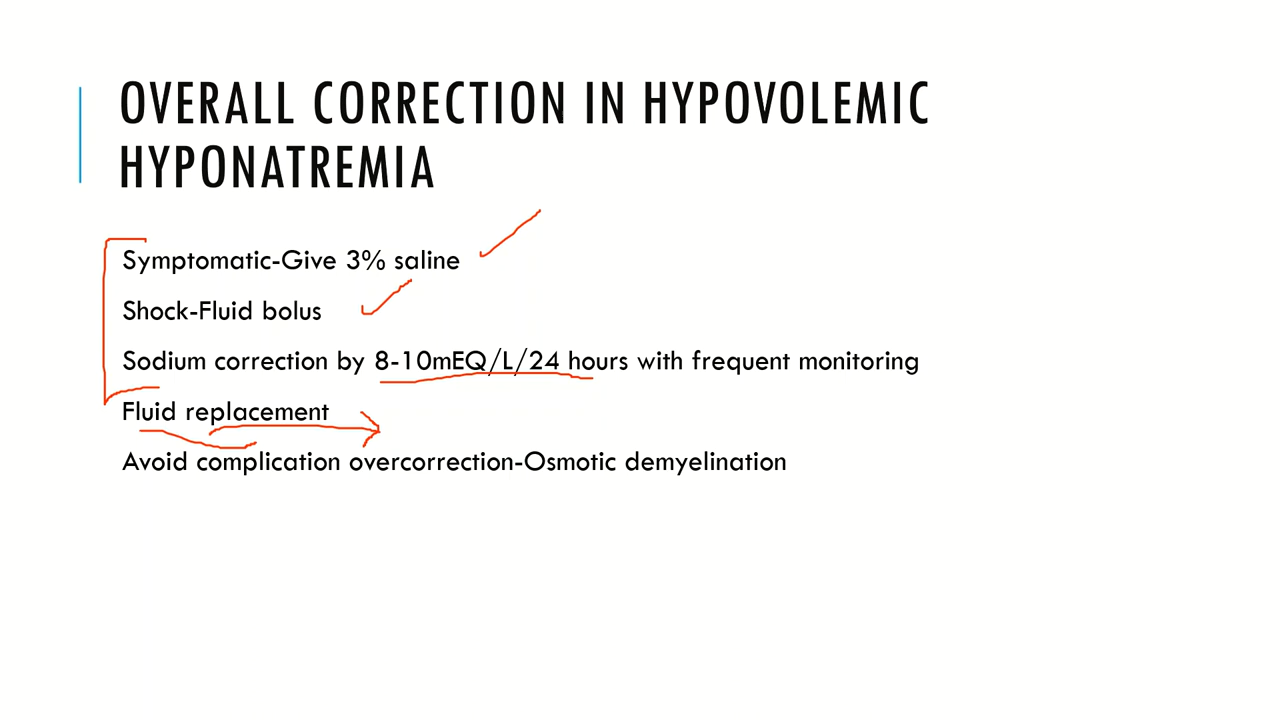 OVERALL CORRECTION IN HYPOVOLEMIC
HYPONATREMIA
Symptomatic-Give 3% saline
Shock-Fluid bolus
Sodium correction by 8-10mEQ/L/24 hours with frequent monitoring
Fluid replacement
Avoid complication overcorrection-Osmotic demyelination